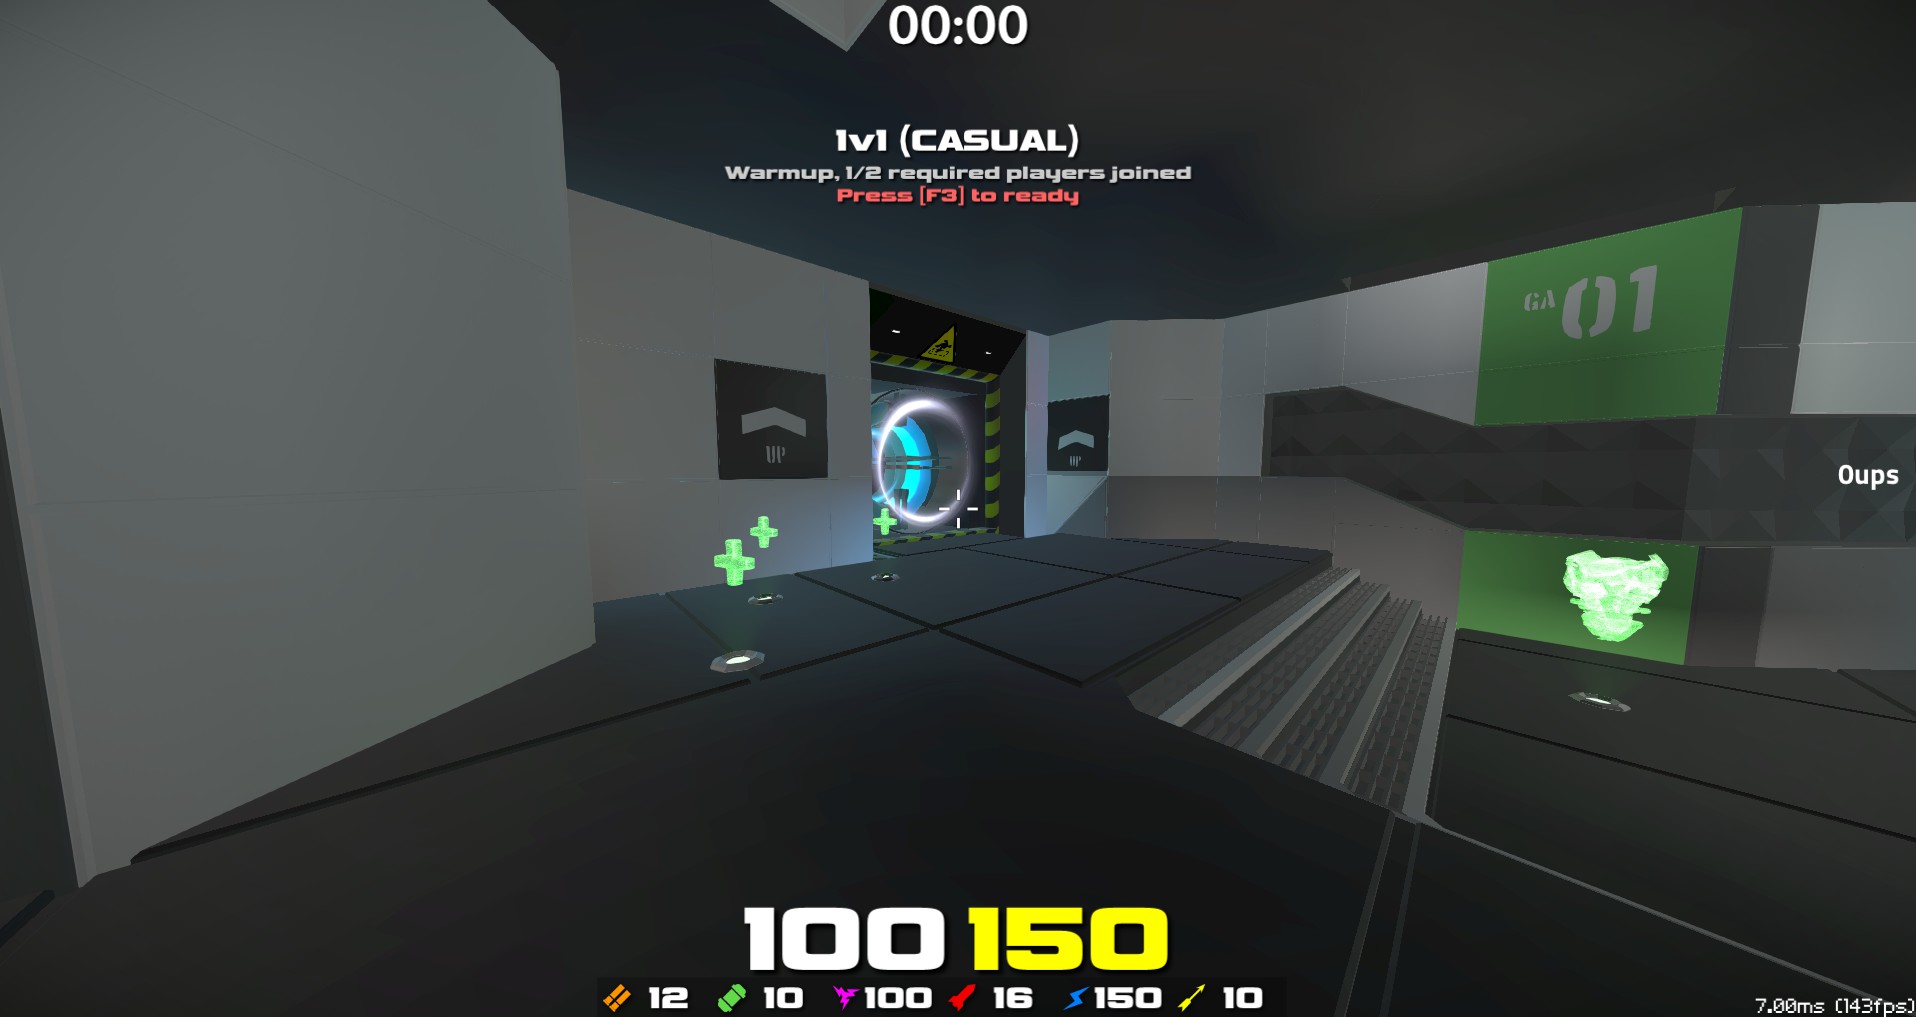 00:00
1v1 (CASUAL)
Warmup, 1/2 required players joined
Press [F3] to ready
GA 01
UP
UP
Oups
100 150
12 10 100 16 150 10
7.00ms (143fps)